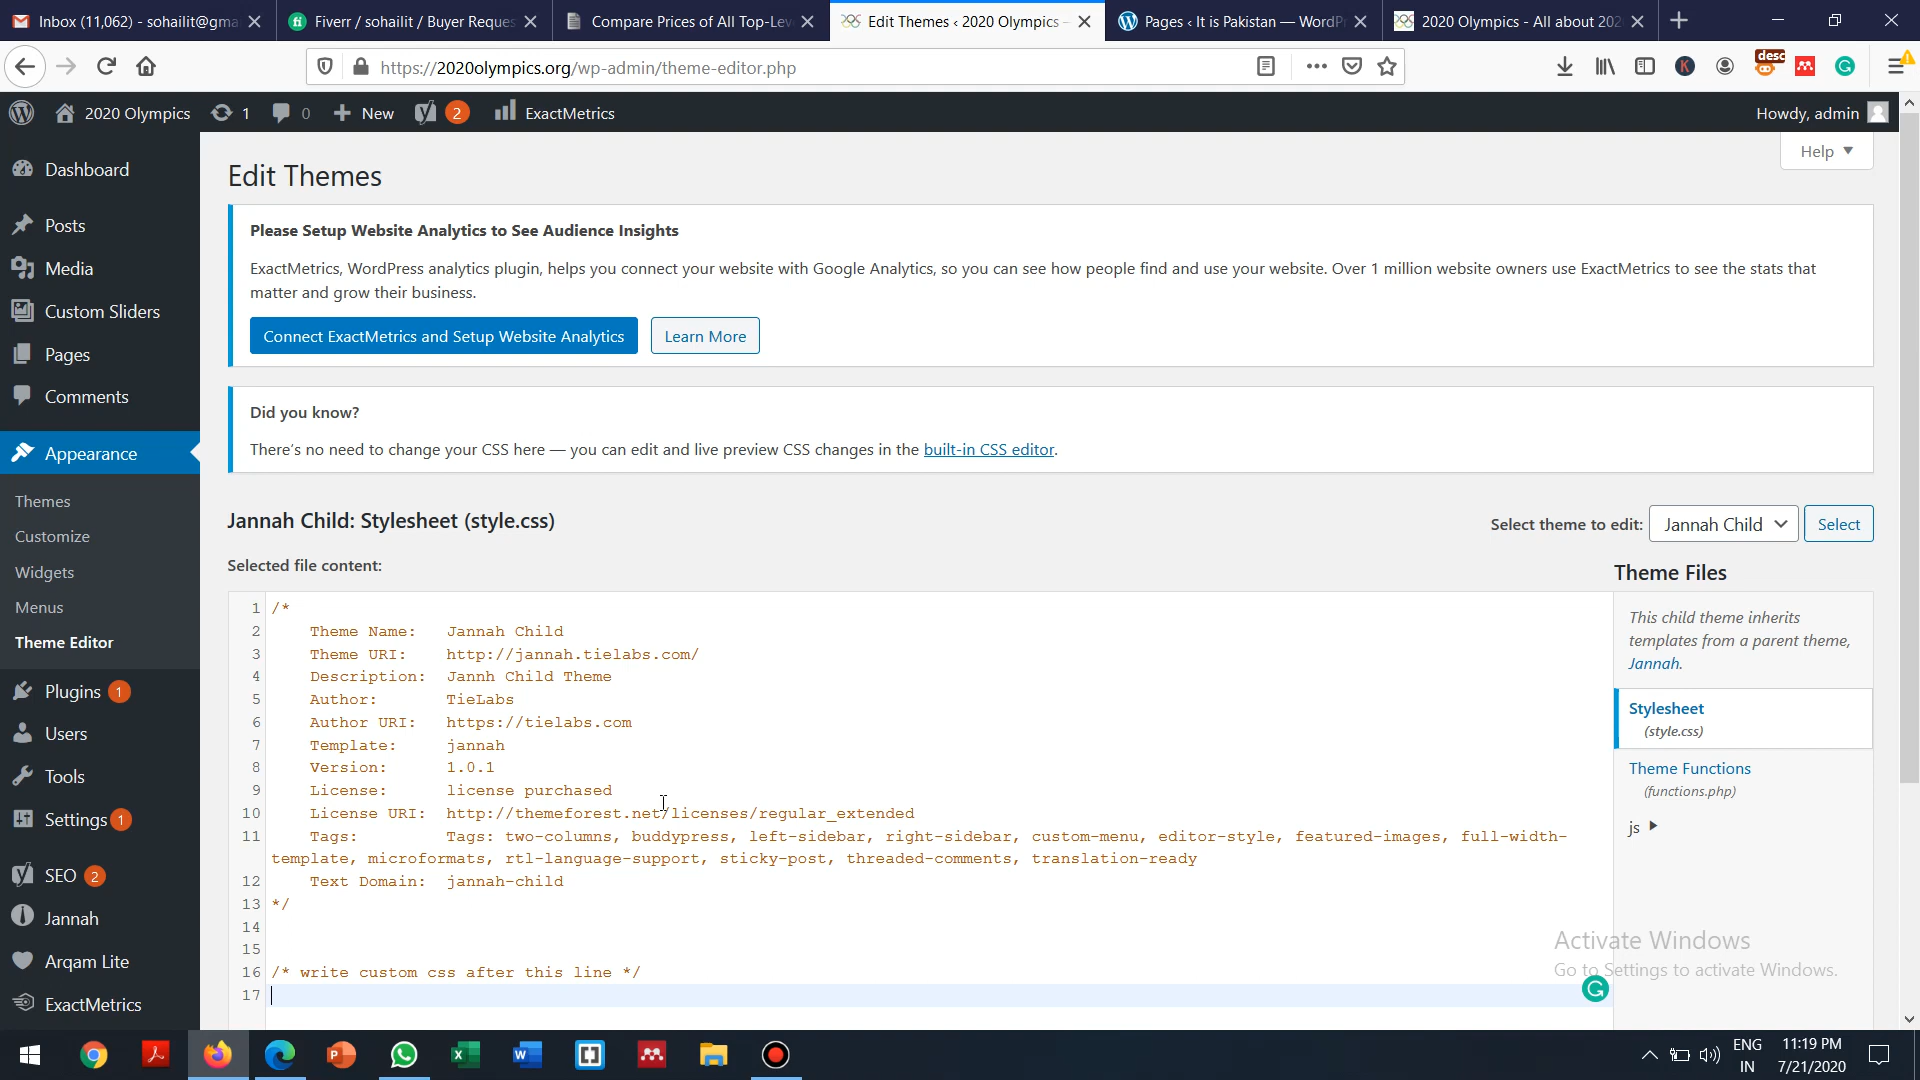 Inbox (11,062) - sohailit@gma
Fiverr / sohailit / Buyer Reques
Compare Prices of All Top-Lev
Edit Themes ‹ 2020 Olympics –
Pages ‹ It is Pakistan — WordPr
2020 Olympics - All about 202
https://2020olympics.org/wp-admin/theme-editor.php
desc
K
2020 Olympics
1
0
New
2
ExactMetrics
Howdy, admin
Help
Dashboard
Posts
Media
Custom Sliders
Pages
Comments
Appearance
Themes
Customize
Widgets
Menus
Theme Editor
Plugins 1
Users
Tools
Settings 1
SEO 2
Jannah
Arqam Lite
ExactMetrics
Edit Themes
Please Setup Website Analytics to See Audience Insights
ExactMetrics, WordPress analytics plugin, helps you connect your website with Google Analytics, so you can see how people find and use your website. Over 1 million website owners use ExactMetrics to see the stats that
matter and grow their business.
Connect ExactMetrics and Setup Website Analytics
Learn More
Did you know?
There's no need to change your CSS here — you can edit and live preview CSS changes in the built-in CSS editor.
Jannah Child: Stylesheet (style.css)
Select theme to edit: Jannah Child Select
Selected file content:
1 /*
2 Theme Name: Jannah Child
3 Theme URI: http://jannah.tielabs.com/
4 Description: Jannh Child Theme
5 Author: TieLabs
6 Author URI: https://tielabs.com
7 Template: jannah
8 Version: 1.0.1
9 License: license purchased
10 License URI: http://themeforest.net/licenses/regular_extended
11 Tags: Tags: two-columns, buddypress, left-sidebar, right-sidebar, custom-menu, editor-style, featured-images, full-width-
template, microformats, rtl-language-support, sticky-post, threaded-comments, translation-ready
12 Text Domain: jannah-child
13 */
14
15
16 /* write custom css after this line */
17
Theme Files
This child theme inherits
templates from a parent theme,
Jannah.
Stylesheet
(style.css)
Theme Functions
(functions.php)
js
Activate Windows
Go to Settings to activate Windows.
ENG
IN
11:19 PM
7/21/2020